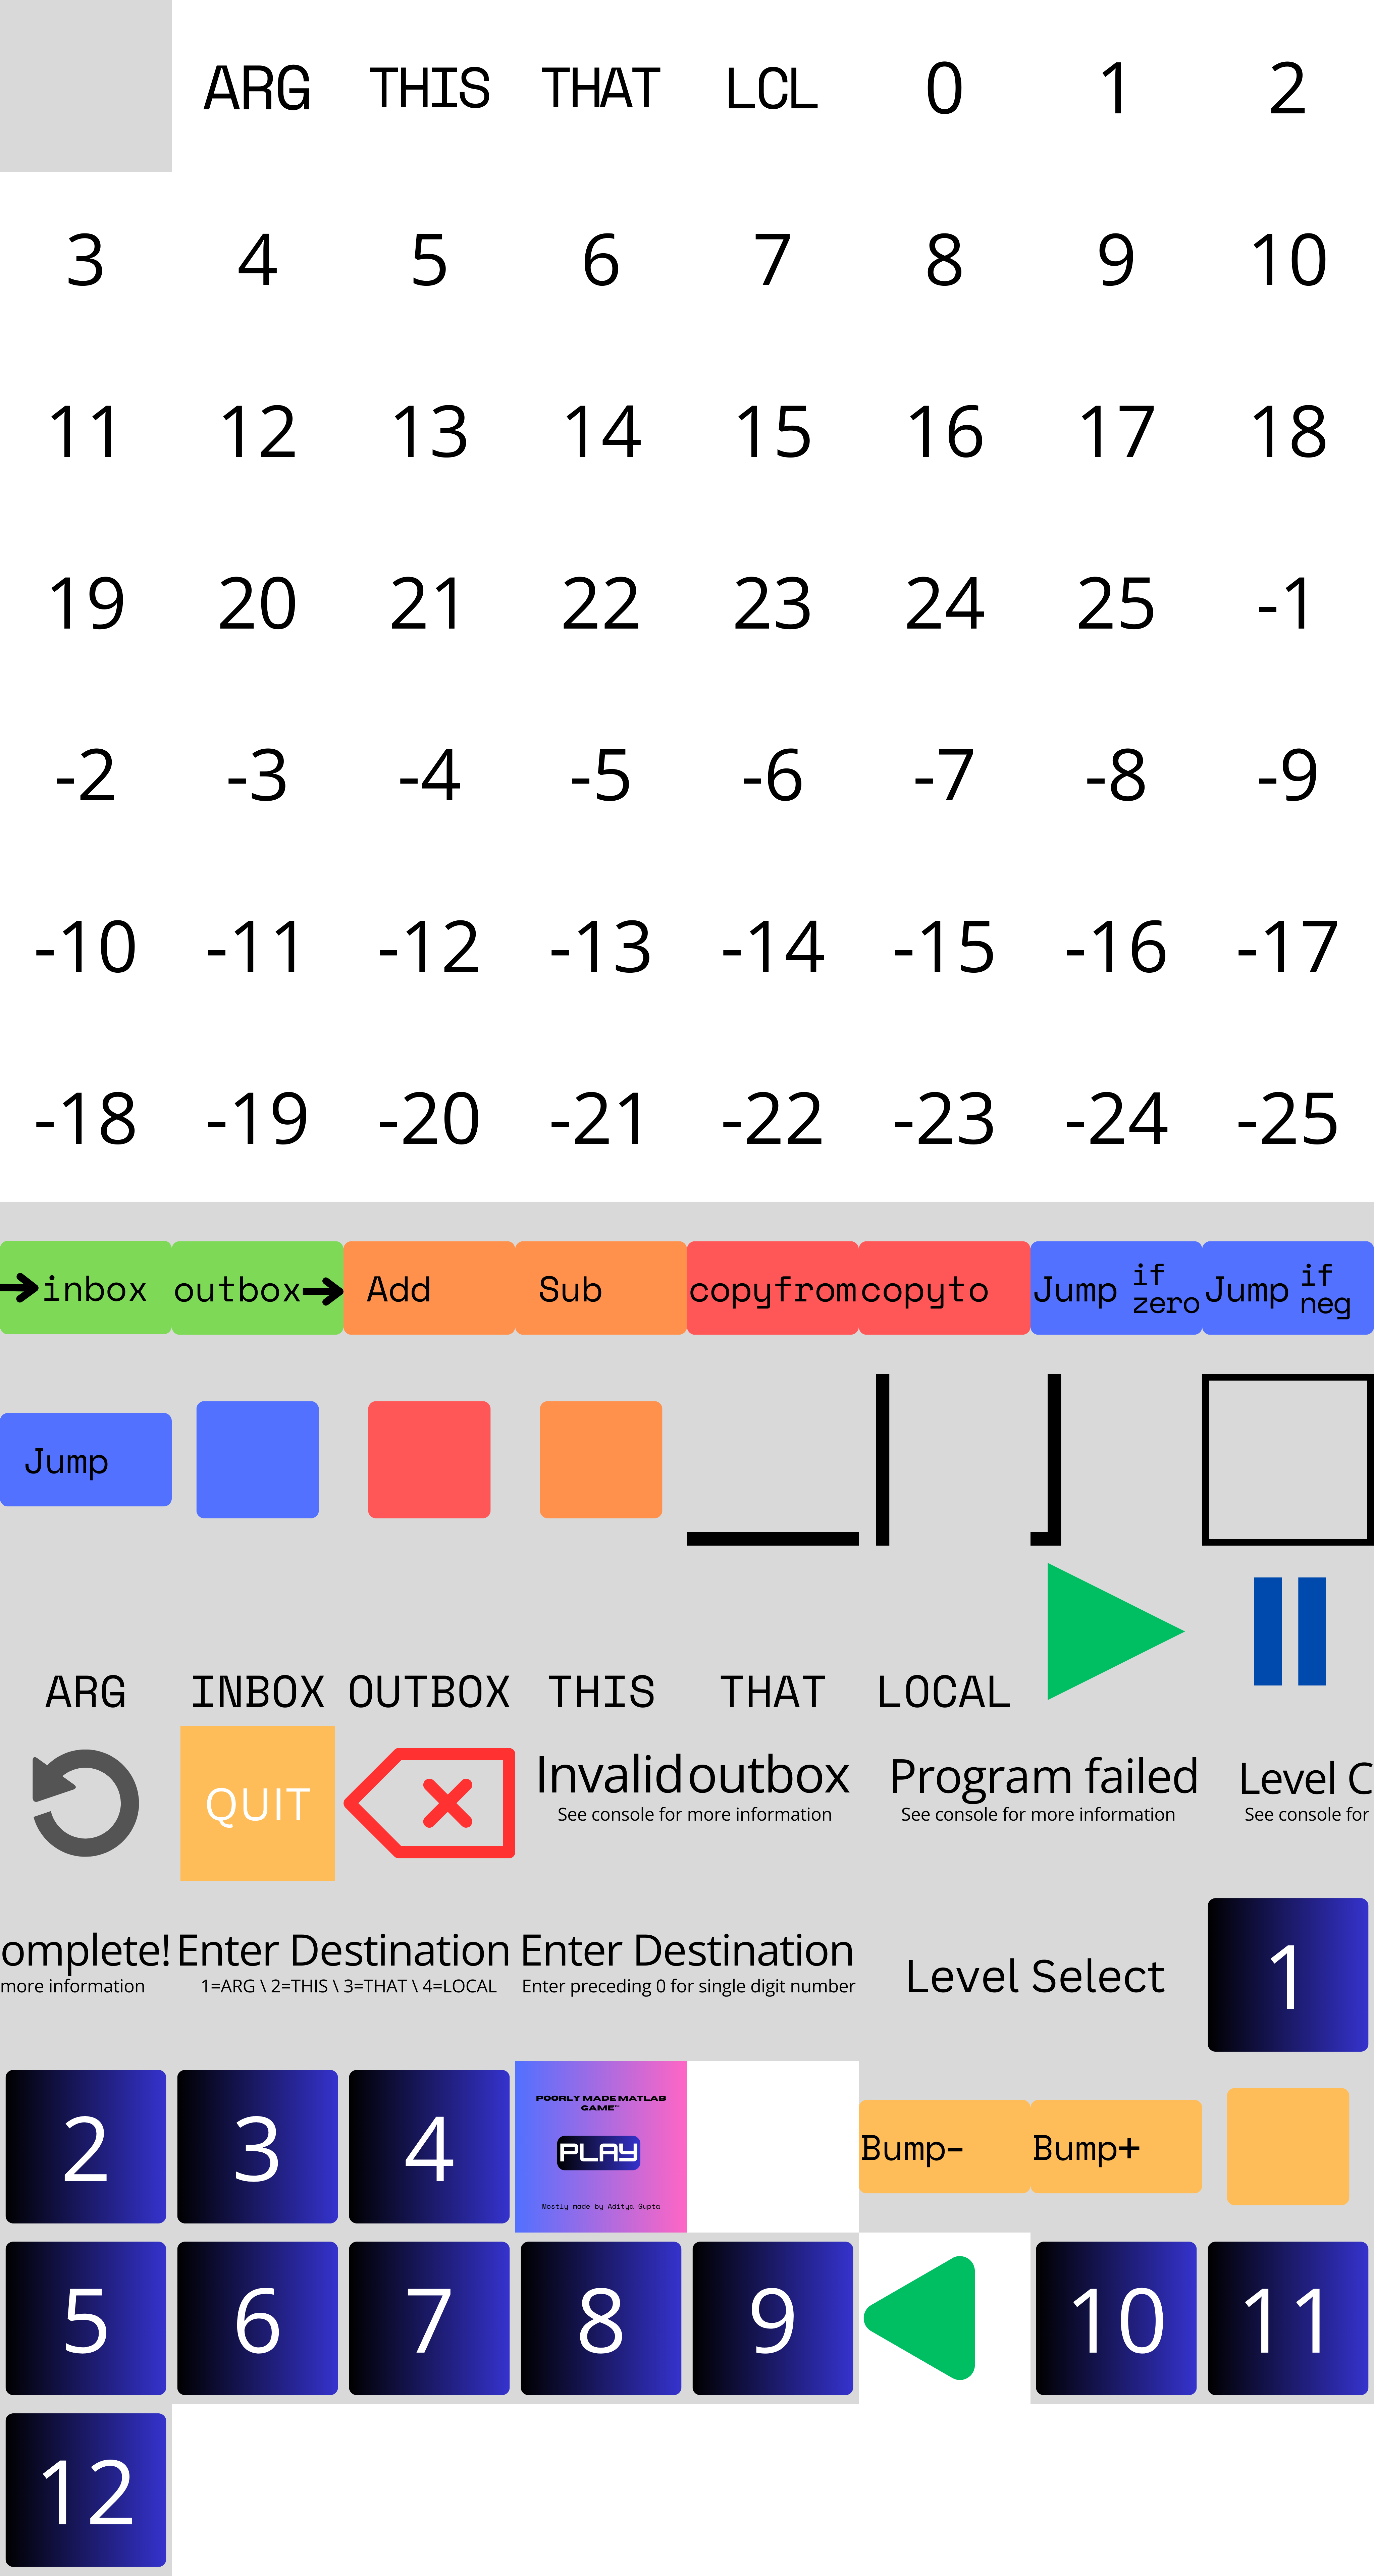 ARG THIS THAT LCL 0 1 2
3 4 5 6 7 8 9 10
11 12 13 14 15 16 17 18
19 20 21 22 23 24 25 -1
-2 -3 -4 -5 -6 -7 -8 -9
-10 -11 -12 -13 -14 -15 -16 -17
-18 -19 -20 -21 -22 -23 -24 -25
inbox outbox Add Sub copyfrom copyto Jump if zero Jump if neg
Jump
ARG INBOX OUTBOX THIS THAT LOCAL
QUIT Invalid outbox Program failed Level C
See console for more information See console for more information See console for
omplete! Enter Destination Enter Destination Level Select 1
more information 1=ARG \ 2=THIS \ 3=THAT \ 4=LOCAL Enter preceding 0 for single digit number
2 3 4 POORLY MADE MATLAB
GAME™
PLAY
Mostly made by Aditya Gupta
Bump- Bump+
5 6 7 8 9 10 11
12